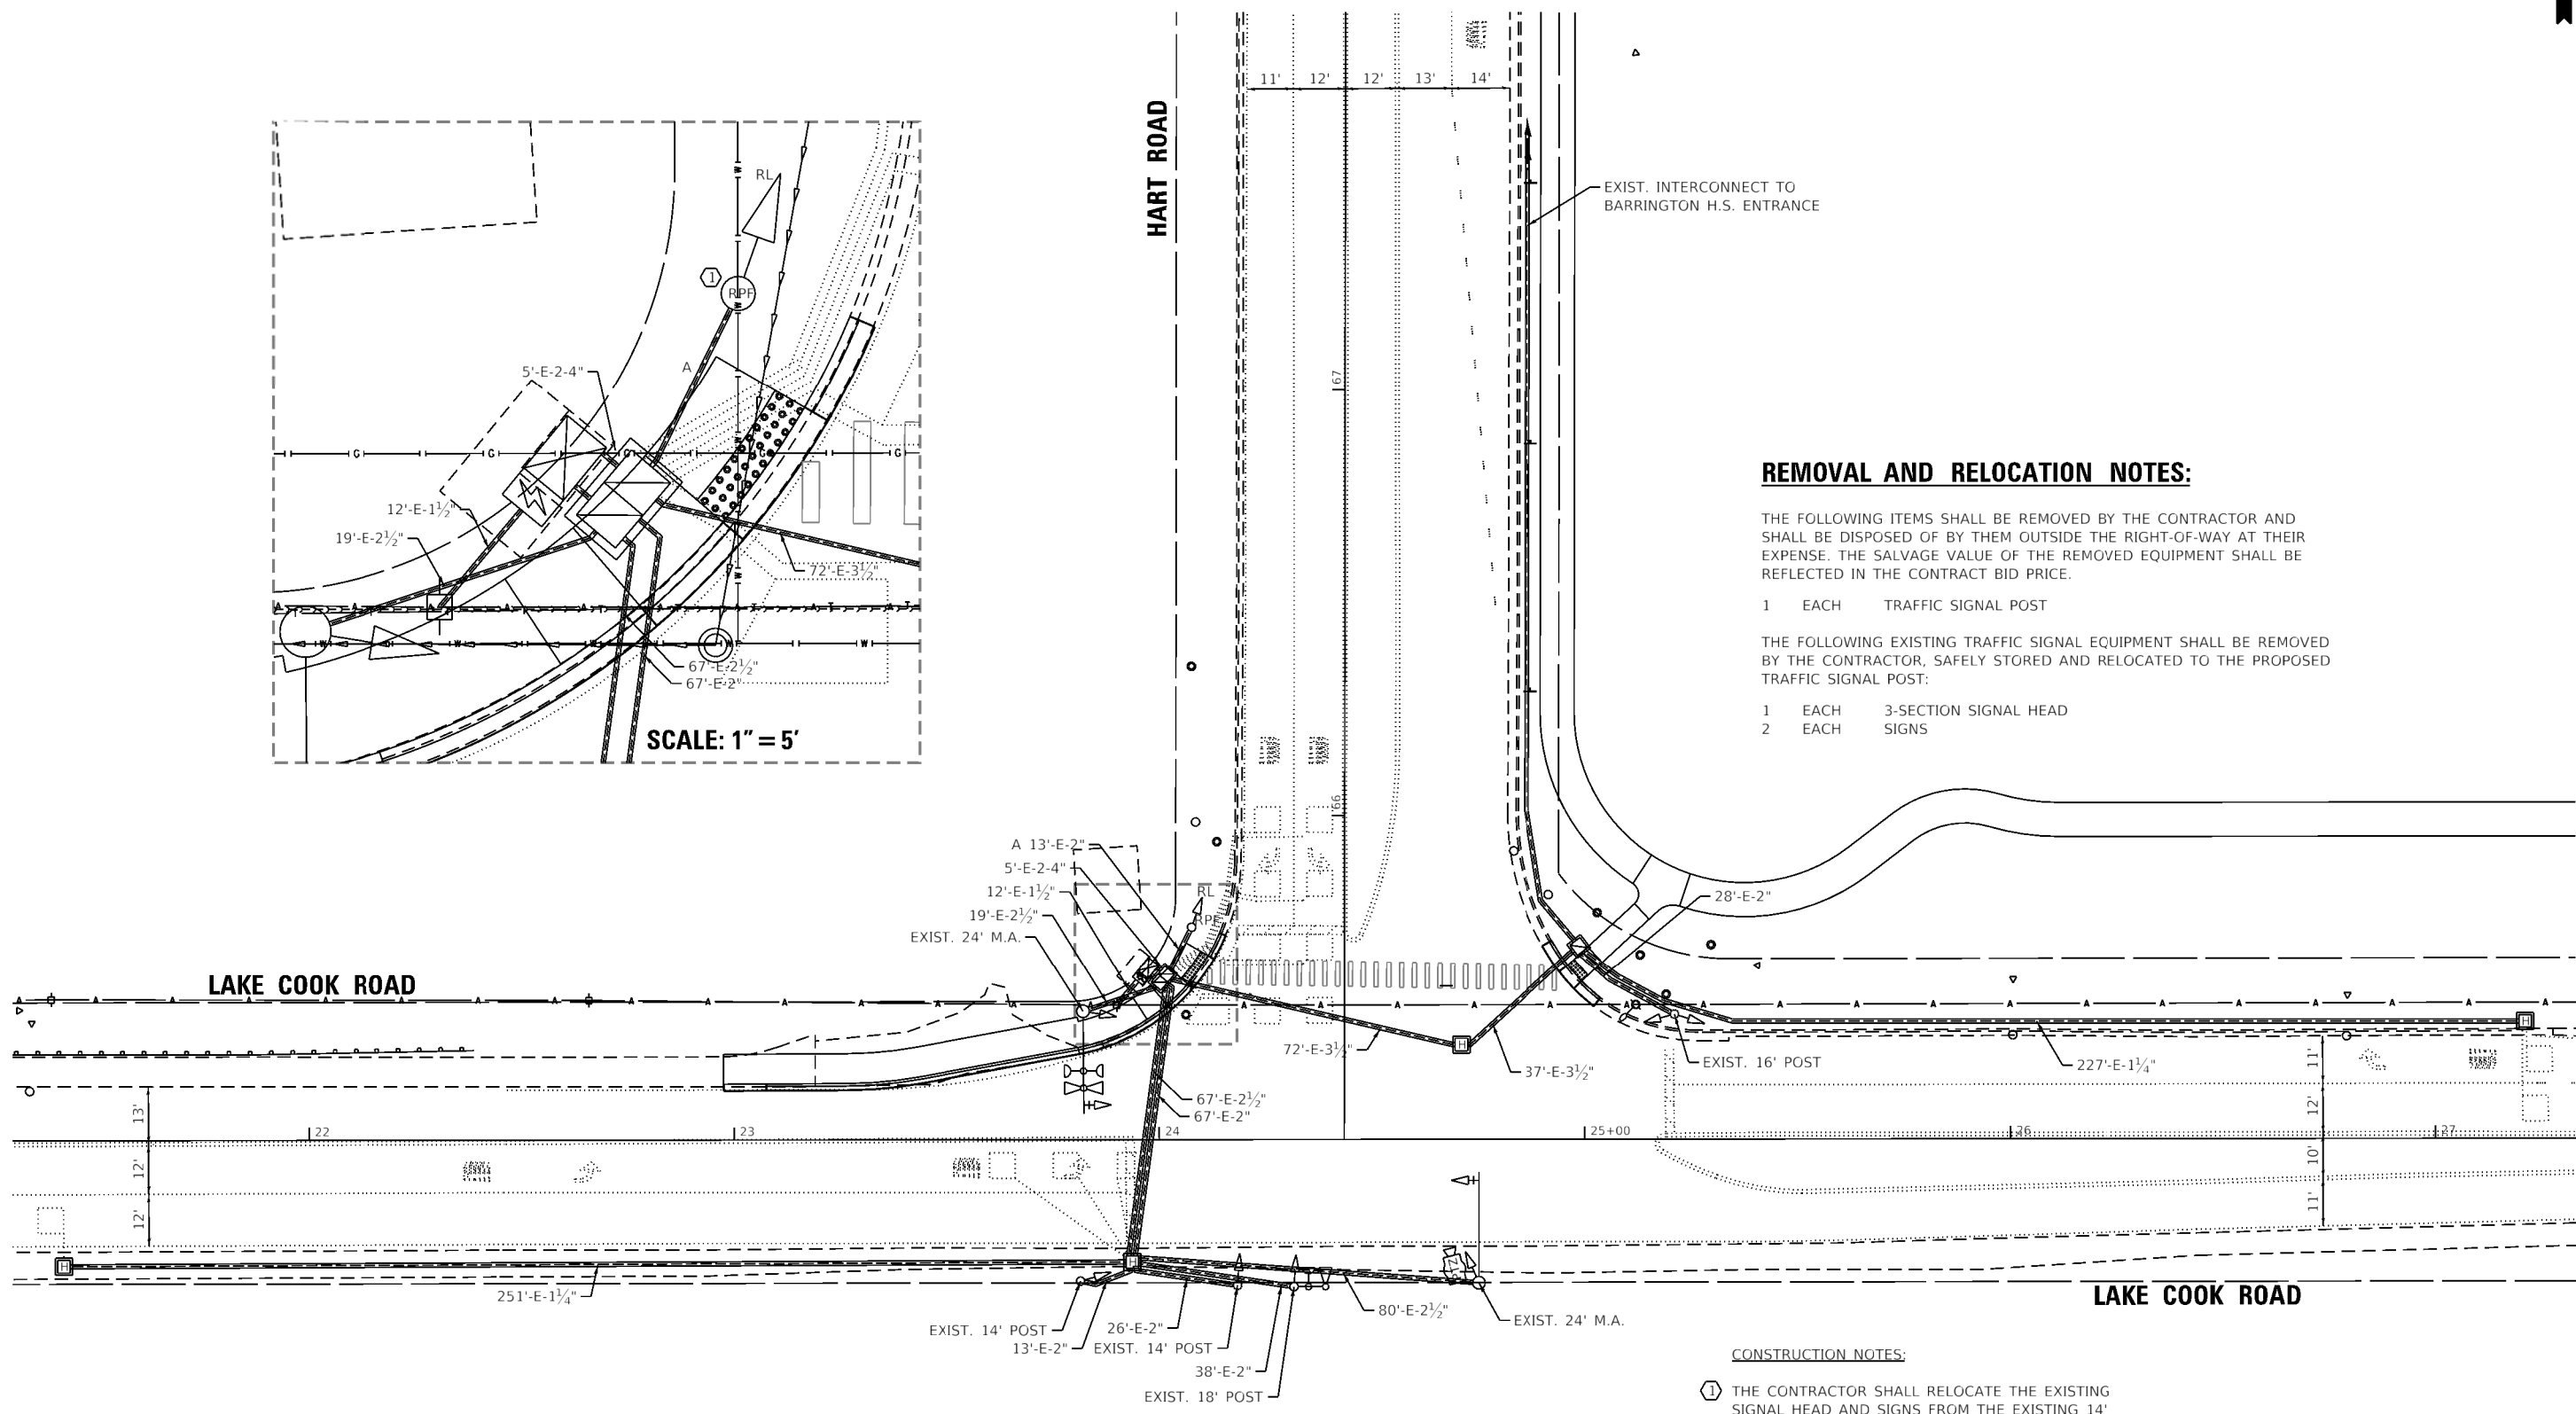 HART ROAD
11' 12' 12' 13' 14'
EXIST. INTERCONNECT TO
BARRINGTON H.S. ENTRANCE
67
66
RL
1
RPF
A
5'-E-2-4"
G G G G G
12'-E-1½"
19'-E-2½"
72'-E-3½"
67'-E-2½"
67'-E-2"
SCALE: 1" = 5'
REMOVAL AND RELOCATION NOTES:
THE FOLLOWING ITEMS SHALL BE REMOVED BY THE CONTRACTOR AND
SHALL BE DISPOSED OF BY THEM OUTSIDE THE RIGHT-OF-WAY AT THEIR
EXPENSE. THE SALVAGE VALUE OF THE REMOVED EQUIPMENT SHALL BE
REFLECTED IN THE CONTRACT BID PRICE.
1 EACH TRAFFIC SIGNAL POST
THE FOLLOWING EXISTING TRAFFIC SIGNAL EQUIPMENT SHALL BE REMOVED
BY THE CONTRACTOR, SAFELY STORED AND RELOCATED TO THE PROPOSED
TRAFFIC SIGNAL POST:
1 EACH 3-SECTION SIGNAL HEAD
2 EACH SIGNS
A 13'-E-2"
5'-E-2-4"
12'-E-1½"
19'-E-2½"
EXIST. 24' M.A.
RL
RPF
28'-E-2"
LAKE COOK ROAD
72'-E-3½"
37'-E-3½"
EXIST. 16' POST
227'-E-1¼"
H
H
67'-E-2½"
67'-E-2"
13'
12'
12'
22 23 24 25+00 26 27
11'
12'
10'
11'
H
H
251'-E-1¼"
EXIST. 14' POST
13'-E-2"
26'-E-2"
EXIST. 14' POST
38'-E-2"
EXIST. 18' POST
80'-E-2½"
EXIST. 24' M.A.
LAKE COOK ROAD
CONSTRUCTION NOTES:
1 THE CONTRACTOR SHALL RELOCATE THE EXISTING
SIGNAL HEAD AND SIGNS FROM THE EXISTING 14'